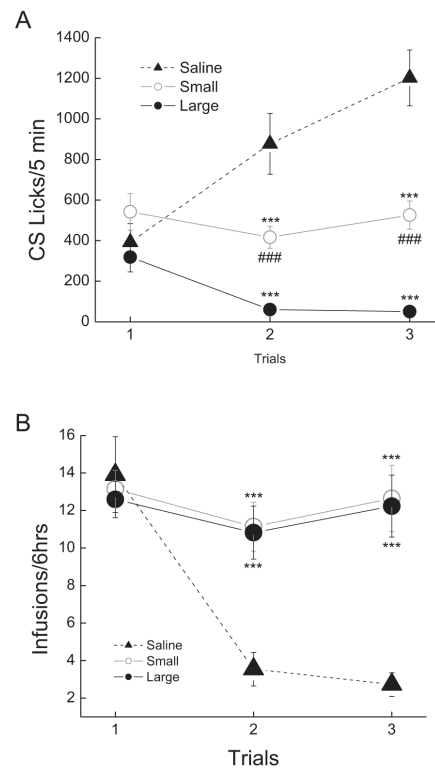 A
1400
1200
1000
800
600
400
200
0
CS Licks/5 min
Saline
Small
Large
***
###
***
***
###
***
1 2 3
Trials
B
16
14
12
10
8
6
4
2
Infusions/6hrs
***
***
***
***
Saline
Small
Large
1 2 3
Trials